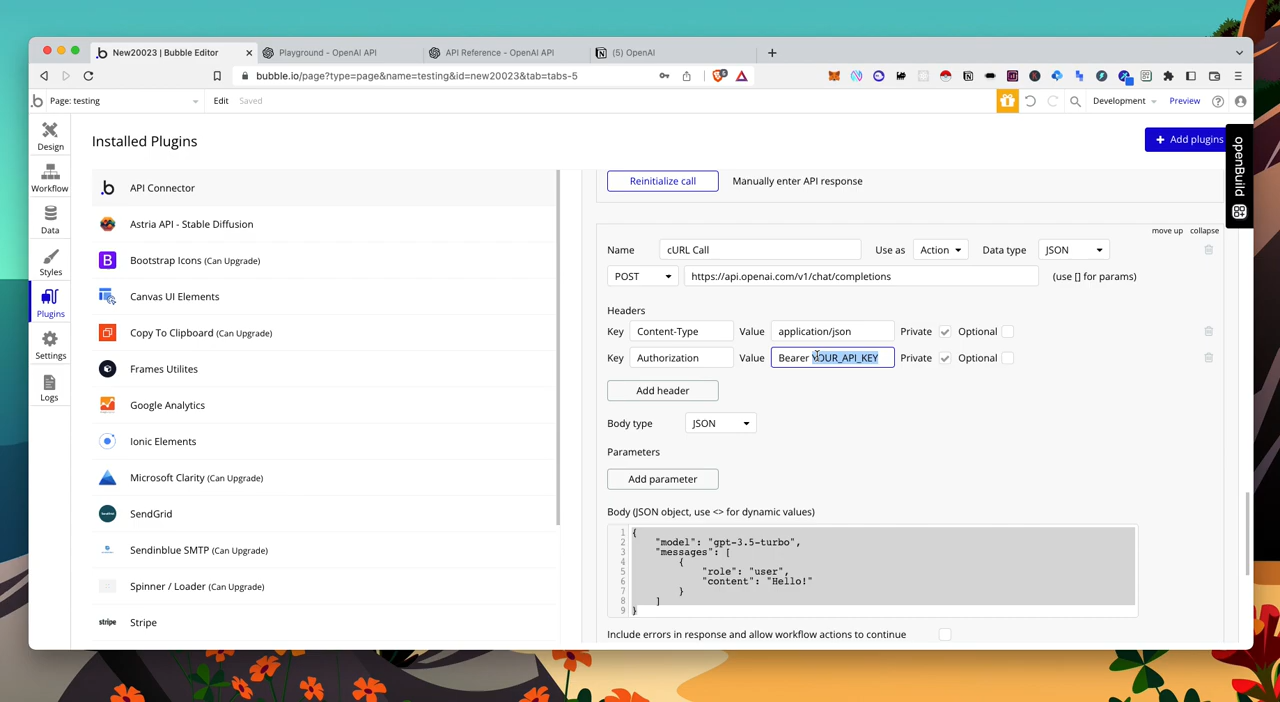 New20023 | Bubble Editor
Playground - OpenAI API
API Reference - OpenAI API
(5) OpenAI
bubble.io/page?type=page&name=testing&id=new20023&tab=tabs-5
Page: testing
Edit
Saved
Development
Preview
Design
Workflow
Data
Styles
Plugins
Settings
Logs
Installed Plugins
Add plugins
openBuild
API Connector
Astria API - Stable Diffusion
Bootstrap Icons (Can Upgrade)
Canvas UI Elements
Copy To Clipboard (Can Upgrade)
Frames Utilites
Google Analytics
Ionic Elements
Microsoft Clarity (Can Upgrade)
SendGrid
Sendinblue SMTP (Can Upgrade)
Spinner / Loader (Can Upgrade)
stripe Stripe
Reinitialize call Manually enter API response
move up collapse
Name cURL Call Use as Action Data type JSON
POST https://api.openai.com/v1/chat/completions (use [] for params)
Headers
Key Content-Type Value application/json Private Optional
Key Authorization Value Bearer YOUR_API_KEY Private Optional
Add header
Body type JSON
Parameters
Add parameter
Body (JSON object, use <> for dynamic values)
1 {
2 "model": "gpt-3.5-turbo",
3 "messages": [
4 {
5 "role": "user",
6 "content": "Hello!"
7 }
8 ]
9 }
Include errors in response and allow workflow actions to continue